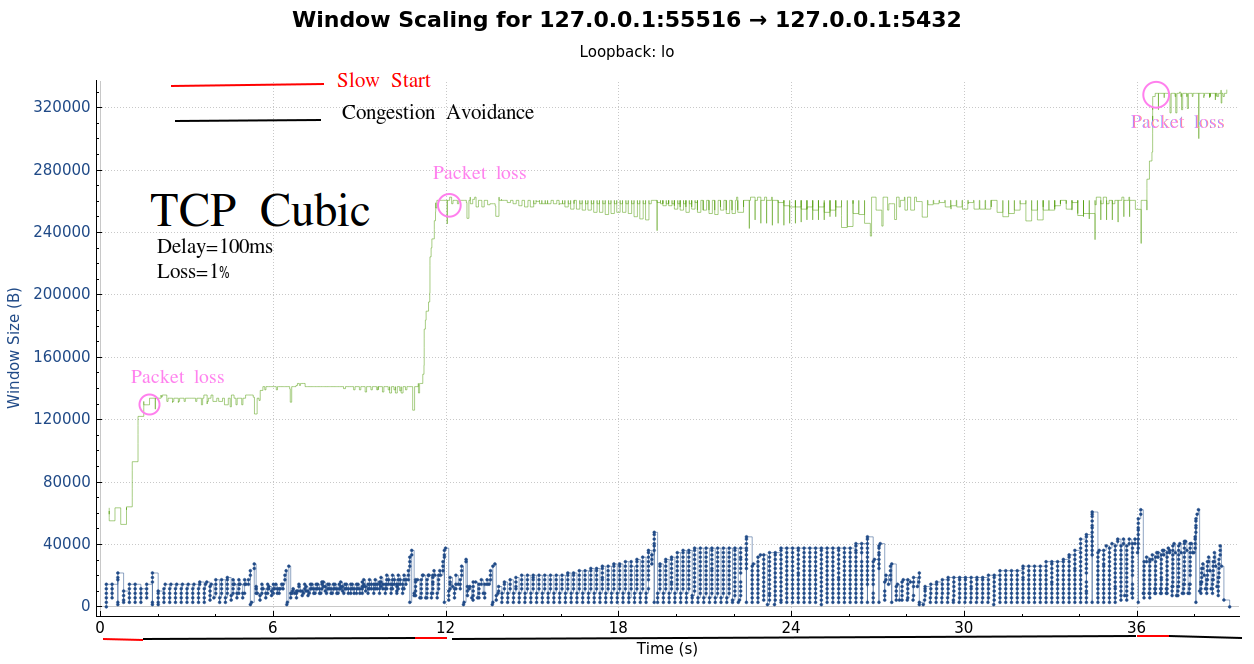 Window Scaling for 127.0.0.1:55516 → 127.0.0.1:5432
Loopback: lo
Slow Start
Congestion Avoidance
Packet loss
Packet loss
TCP Cubic
Delay=100ms
Loss=1%
Packet loss
Window Size (B)
320000
280000
240000
200000
160000
120000
80000
40000
0
0 6 12 18 24 30 36
Time (s)